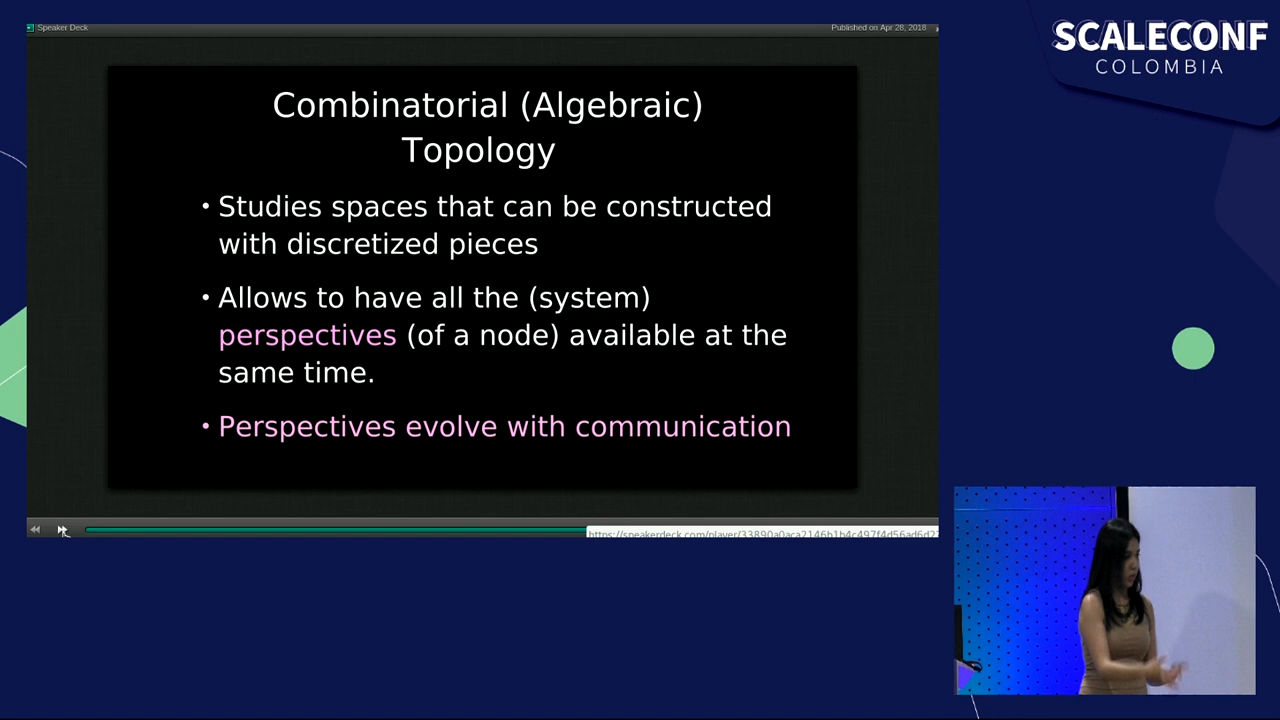 Speaker Deck
Published on Apr 28, 2018
SCALECONF
COLOMBIA
Combinatorial (Algebraic)
Topology
• Studies spaces that can be constructed
with discretized pieces
• Allows to have all the (system)
perspectives (of a node) available at the
same time.
• Perspectives evolve with communication